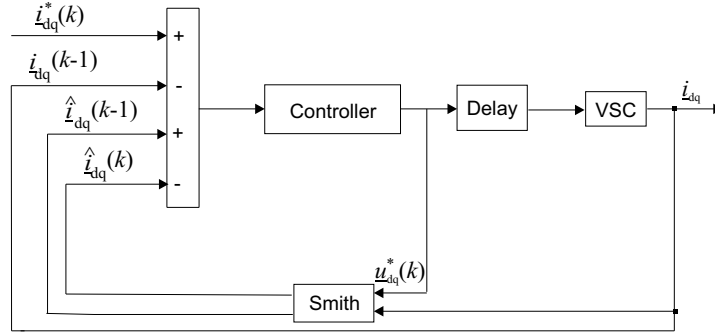 i*dq(k)
+
idq(k-1)
-
îdq(k-1)
+
îdq(k)
-
Controller
Delay
VSC
idq
u*dq(k)
Smith